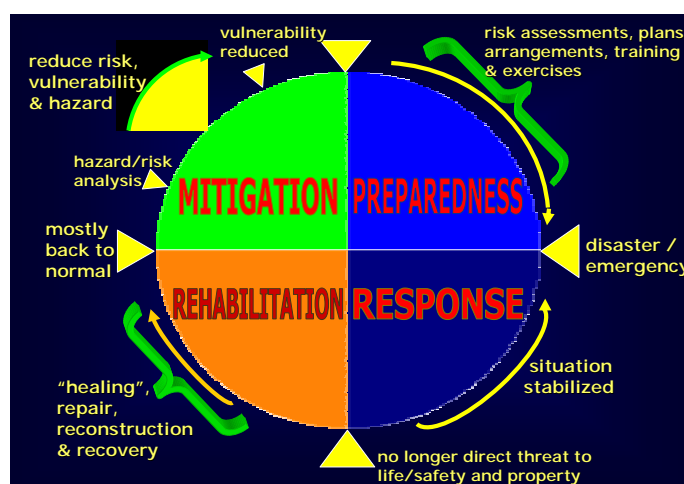 vulnerability
reduced
risk assessments, plans
arrangements, training
& exercises
reduce risk,
vulnerability
& hazard
hazard/risk
analysis
MITIGATION
PREPAREDNESS
mostly
back to
normal
disaster /
emergency
REHABILITATION
RESPONSE
situation
stabilized
“healing”,
repair,
reconstruction
& recovery
no longer direct threat to
life/safety and property